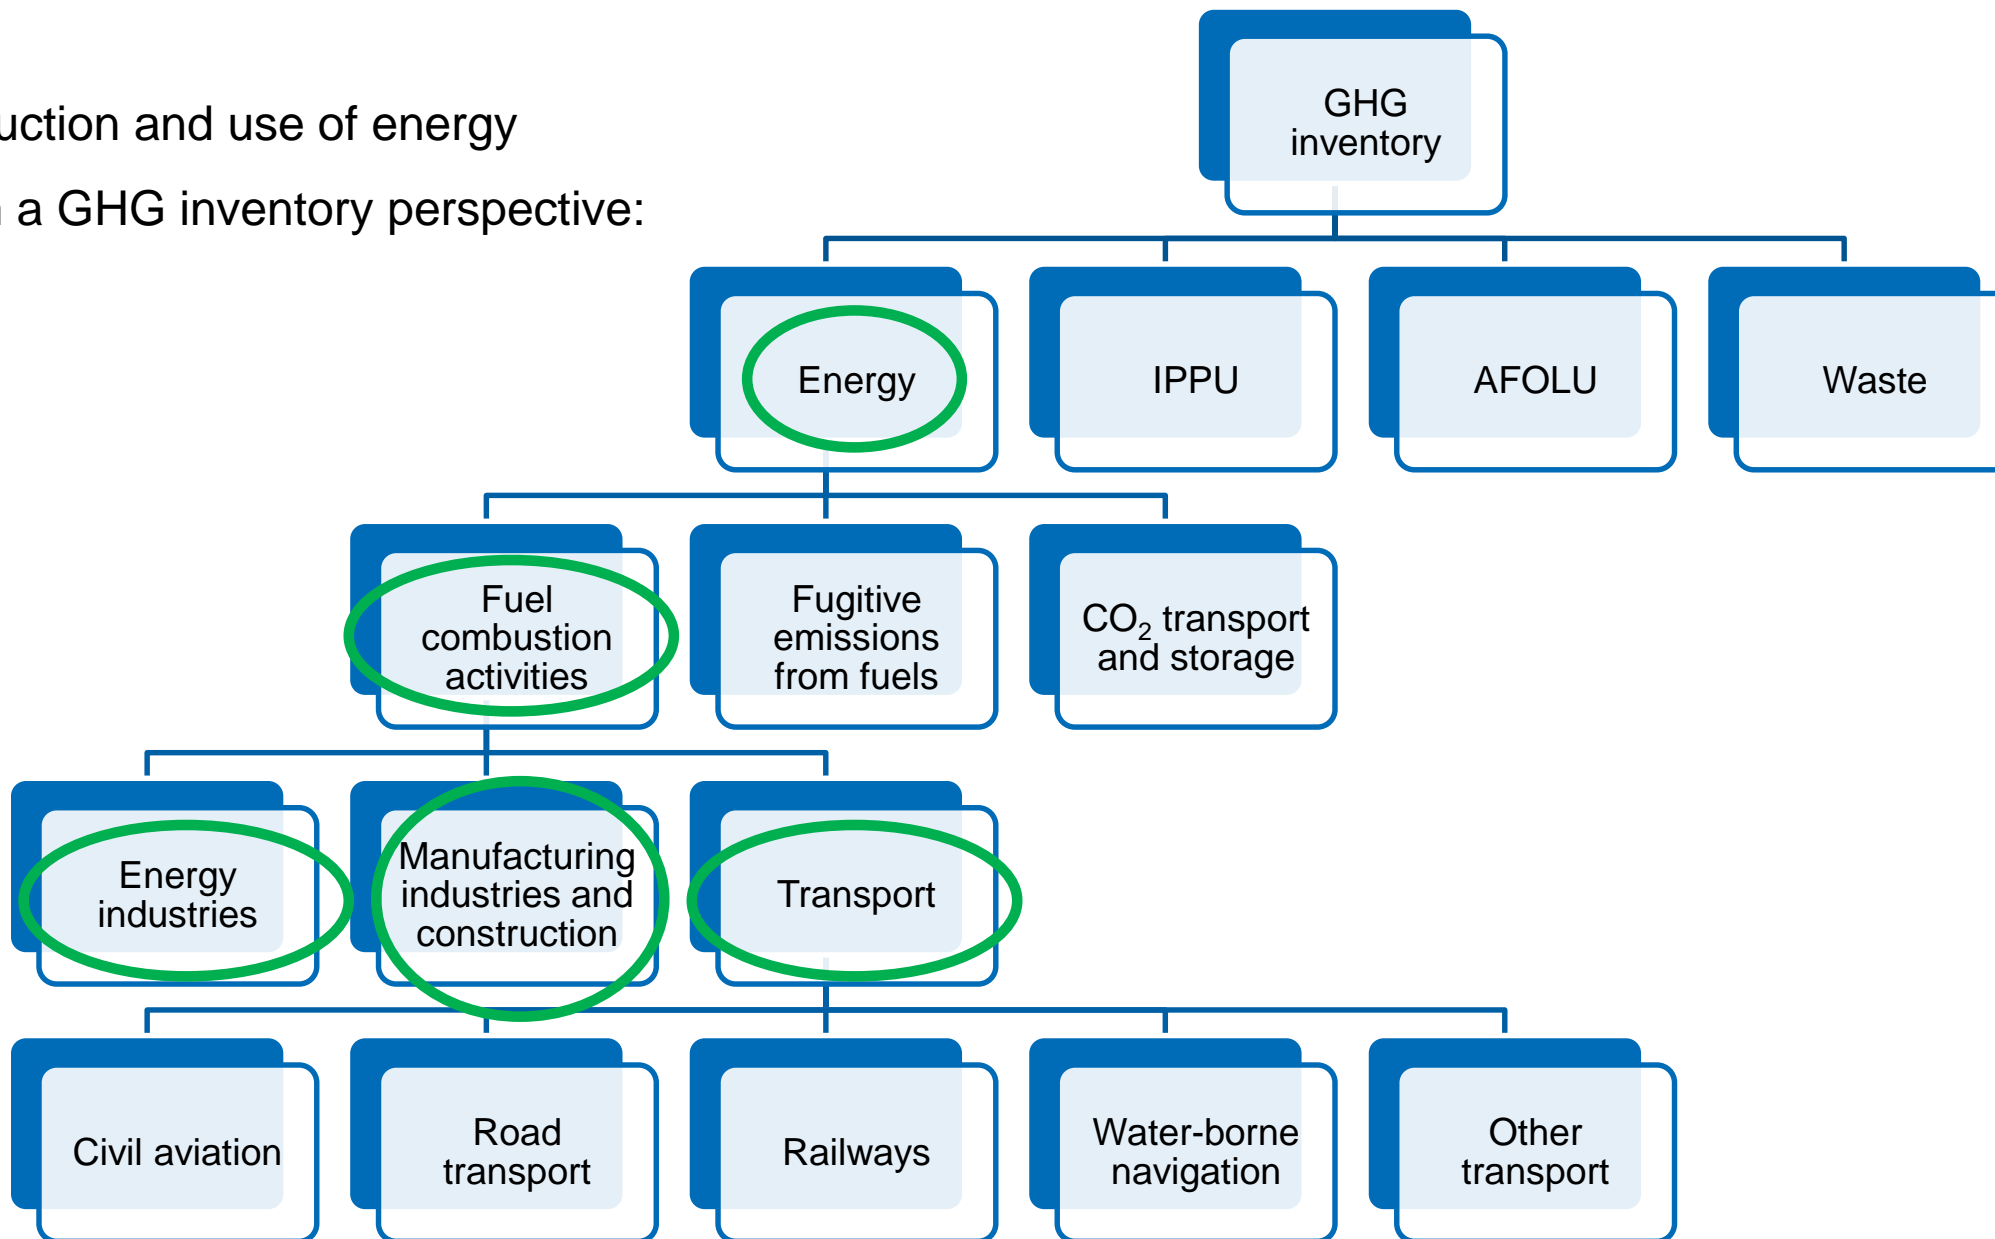 uction and use of energy
a GHG inventory perspective:
GHG
inventory
Energy
IPPU
AFOLU
Waste
Fuel
combustion
activities
Fugitive
emissions
from fuels
CO₂ transport
and storage
Energy
industries
Manufacturing
industries and
construction
Transport
Civil aviation
Road
transport
Railways
Water-borne
navigation
Other
transport